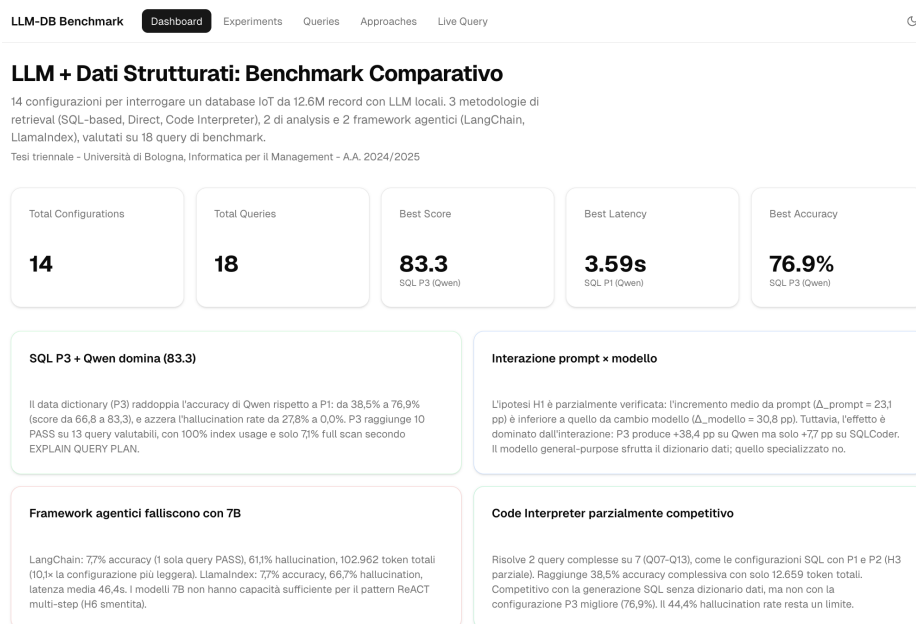 LLM-DB Benchmark Dashboard Experiments Queries Approaches Live Query
LLM + Dati Strutturati: Benchmark Comparativo
14 configurazioni per interrogare un database IoT da 12.6M record con LLM locali. 3 metodologie di
retrieval (SQL-based, Direct, Code Interpreter), 2 di analysis e 2 framework agentici (LangChain,
LlamaIndex), valutati su 18 query di benchmark.
Tesi triennale - Università di Bologna, Informatica per il Management - A.A. 2024/2025
Total Configurations
14
Total Queries
18
Best Score
83.3
SQL P3 (Qwen)
Best Latency
3.59s
SQL P1 (Qwen)
Best Accuracy
76.9%
SQL P3 (Qwen)
SQL P3 + Qwen domina (83.3)
Il data dictionary (P3) raddoppia l'accuracy di Qwen rispetto a P1: da 38,5% a 76,9%
(score da 66,8 a 83,3), e azzera l'hallucination rate da 27,8% a 0,0%. P3 raggiunge 10
PASS su 13 query valutabili, con 100% index usage e solo 7,1% full scan secondo
EXPLAIN QUERY PLAN.
Interazione prompt × modello
L'ipotesi H1 è parzialmente verificata: l'incremento medio da prompt (Δ_prompt = 23,1
pp) è inferiore a quello da cambio modello (Δ_modello = 30,8 pp). Tuttavia, l'effetto è
dominato dall'interazione: P3 produce +38,4 pp su Qwen ma solo +7,7 pp su SQLCoder.
Il modello general-purpose sfrutta il dizionario dati; quello specializzato no.
Framework agentici falliscono con 7B
LangChain: 7,7% accuracy (1 sola query PASS), 61,1% hallucination, 102.962 token totali
(10,1× la configurazione più leggera). LlamaIndex: 7,7% accuracy, 66,7% hallucination,
latenza media 46,4s. I modelli 7B non hanno capacità sufficiente per il pattern ReACT
multi-step (H6 smentita).
Code Interpreter parzialmente competitivo
Risolve 2 query complesse su 7 (Q07-Q13), come le configurazioni SQL con P1 e P2 (H3
parziale). Raggiunge 38,5% accuracy complessiva con solo 12.659 token totali.
Competitivo con la generazione SQL senza dizionario dati, ma non con la
configurazione P3 migliore (76,9%). Il 44,4% hallucination rate resta un limite.